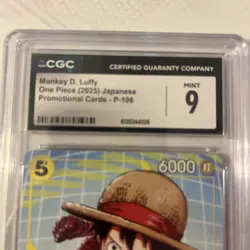 CGC
CERTIFIED GUARANTY COMPANY
Monkey D. Luffy
One Piece (2025) Japanese
Promotional Cards - P-106
MINT
9
5
6000